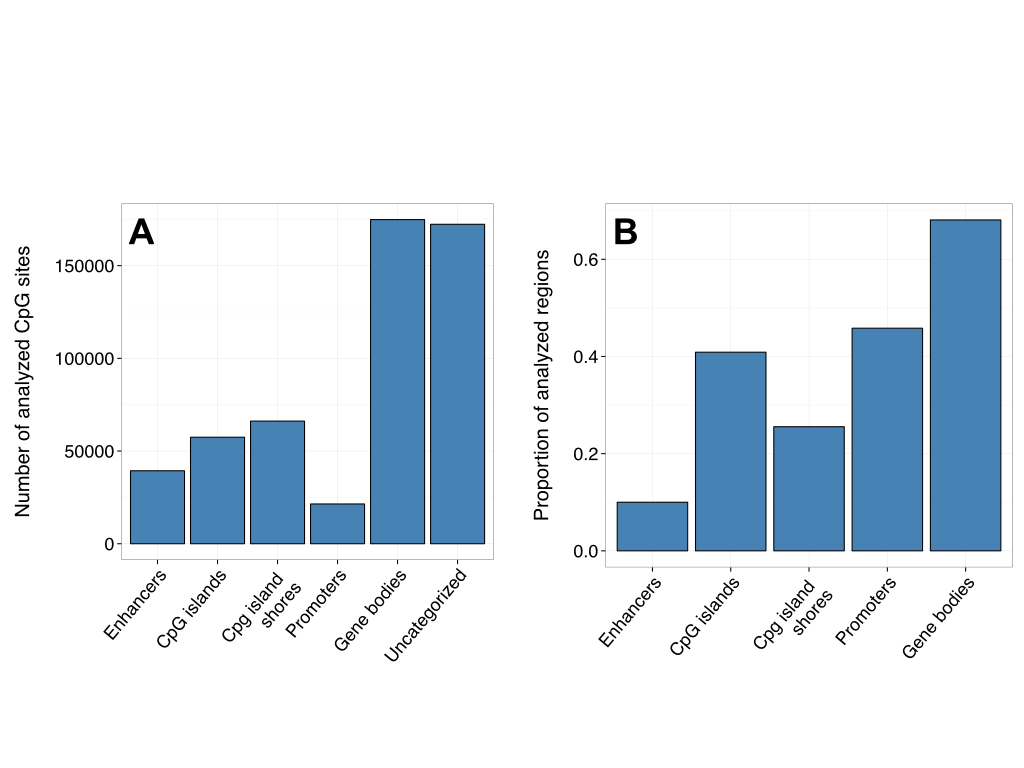 A
Number of analyzed CpG sites
150000
100000
50000
0
Enhancers
CpG islands
Cpg island
shores
Promoters
Gene bodies
Uncategorized
B
Proportion of analyzed regions
0.6
0.4
0.2
0.0
Enhancers
CpG islands
Cpg island
shores
Promoters
Gene bodies